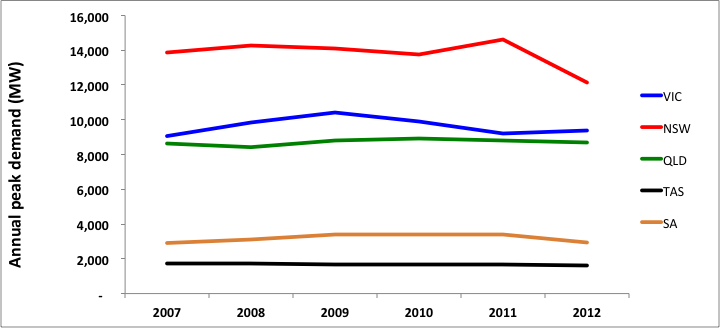 Annual peak demand (MW)
16,000
14,000
12,000
10,000
8,000
6,000
4,000
2,000
-
2007 2008 2009 2010 2011 2012
VIC
NSW
QLD
TAS
SA